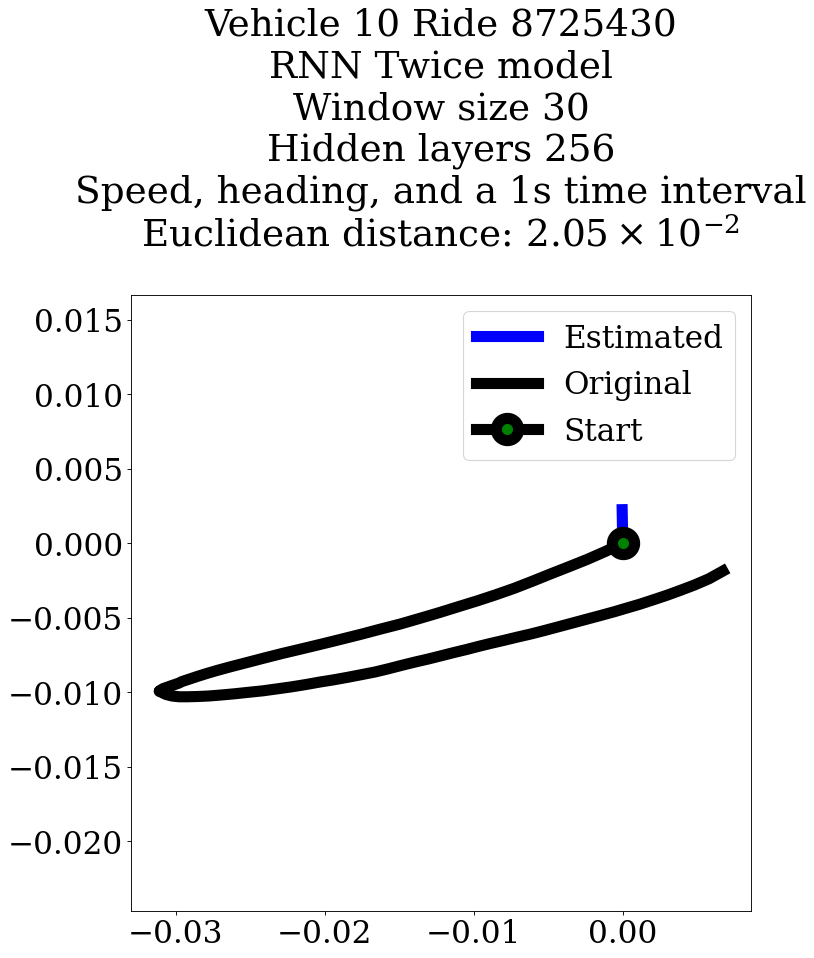 Vehicle 10 Ride 8725430
RNN Twice model
Window size 30
Hidden layers 256
Speed, heading, and a 1s time interval
Euclidean distance: 2.05 × 10⁻²
Estimated
Original
Start
0.015
0.010
0.005
0.000
−0.005
−0.010
−0.015
−0.020
−0.03 −0.02 −0.01 0.00